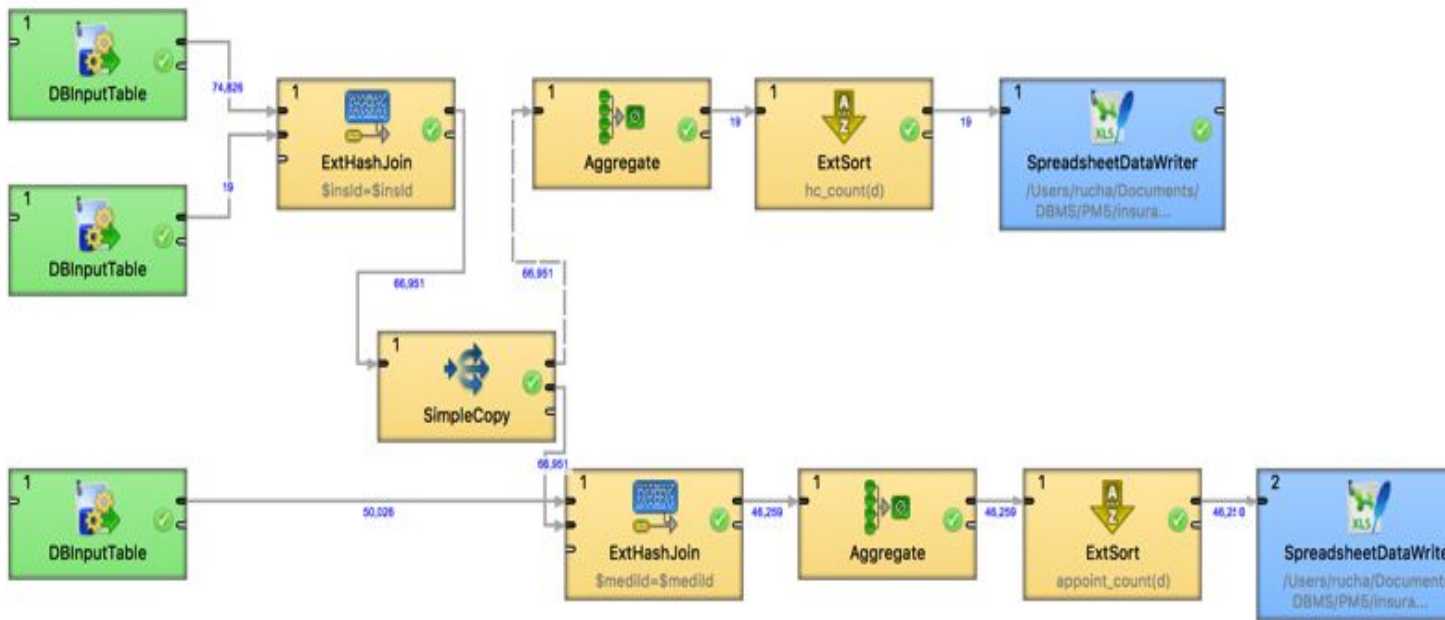 1
DBInputTable
74,826
1
ExtHashJoin
$insId=$insId
1
Aggregate
19
1
ExtSort
hc_count(d)
19
1
SpreadsheetDataWriter
/Users/rucha/Documents/
DBMS/PM5/insura...
1
DBInputTable
19
66,951
66,951
1
SimpleCopy
66,951
1
DBInputTable
50,026
1
ExtHashJoin
$mediId=$mediId
46,259
1
Aggregate
46,259
1
ExtSort
appoint_count(d)
2
SpreadsheetDataWrite
/Users/rucha/Document
DBMS/PM5/insura...